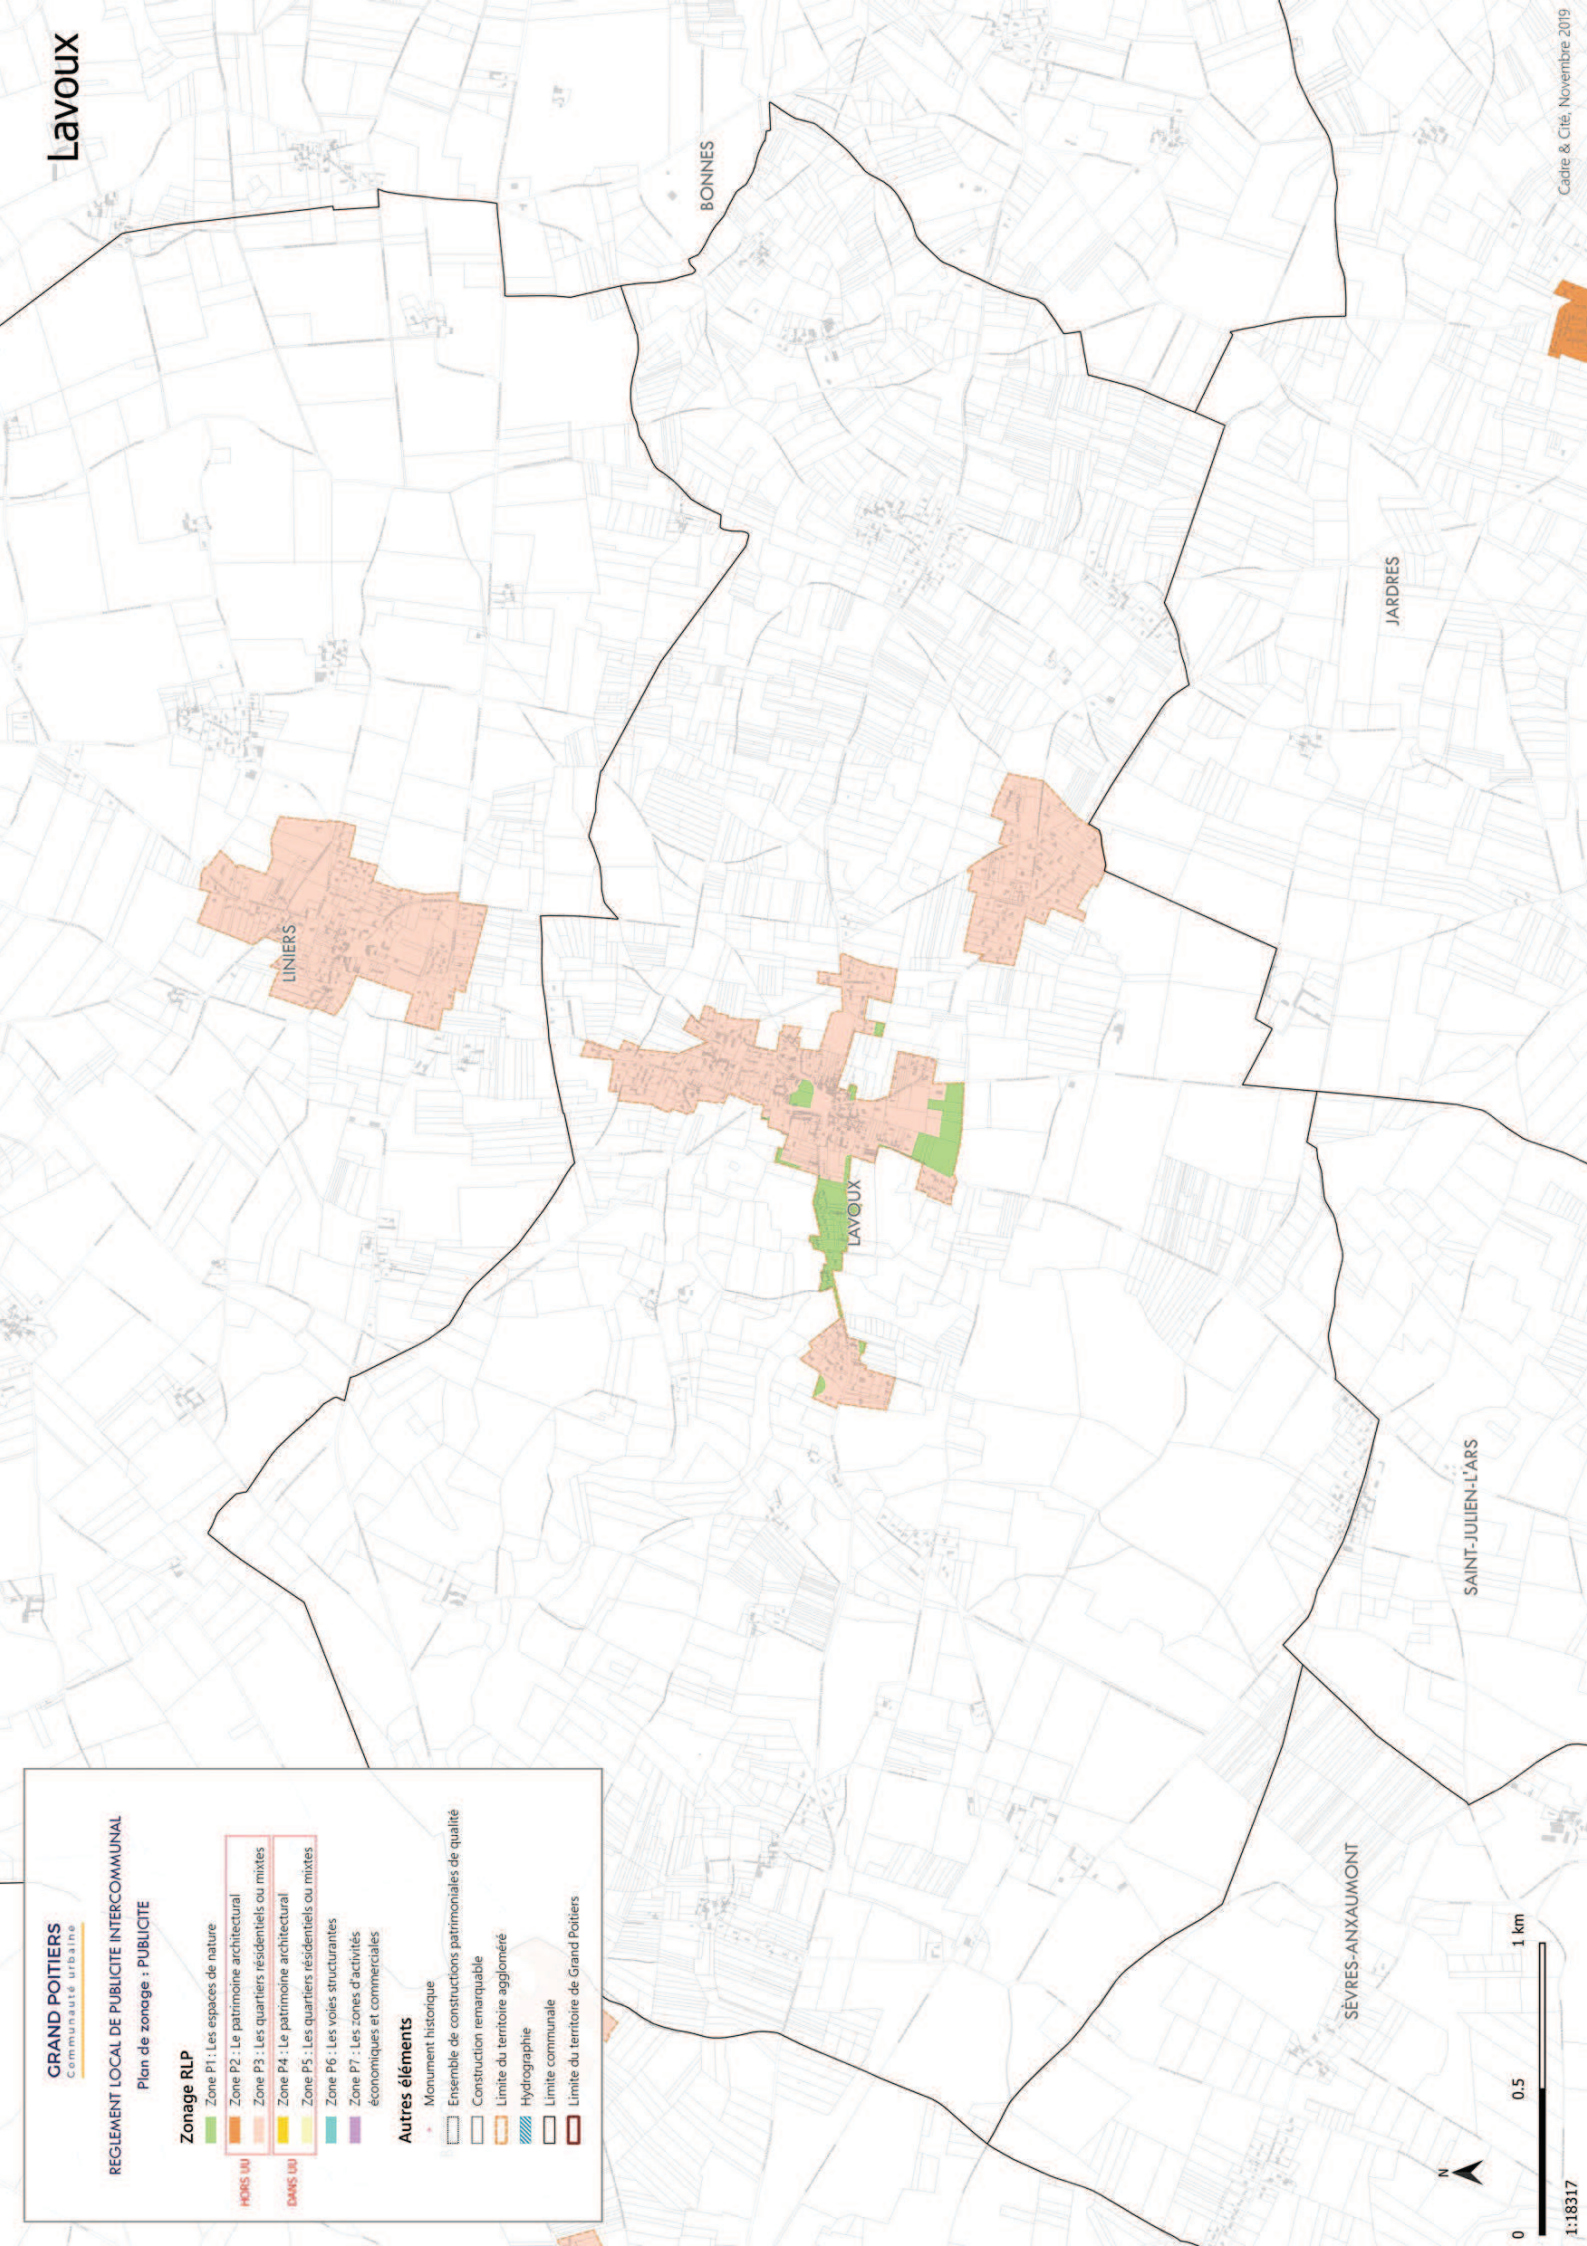 Lavoux
GRAND POITIERS
Communauté urbaine
REGLEMENT LOCAL DE PUBLICITE INTERCOMMUNAL
Plan de zonage : PUBLICITE
Zonage RLP
Zone P1 : Les espaces de nature
HORS UU
Zone P2 : Le patrimoine architectural
Zone P3 : Les quartiers résidentiels ou mixtes
DANS UU
Zone P4 : Le patrimoine architectural
Zone P5 : Les quartiers résidentiels ou mixtes
Zone P6 : Les voies structurantes
Zone P7 : Les zones d'activités
économiques et commerciales
Autres éléments
Monument historique
Ensemble de constructions patrimoniales de qualité
Construction remarquable
Limite du territoire aggloméré
Hydrographie
Limite communale
Limite du territoire de Grand Poitiers
LINIERS
BONNES
LAVOUX
JARDRES
SÈVRES-ANXAUMONT
SAINT-JULIEN-L'ARS
N
0 0.5 1 km
1:18317
Cadre & Cité, Novembre 2019